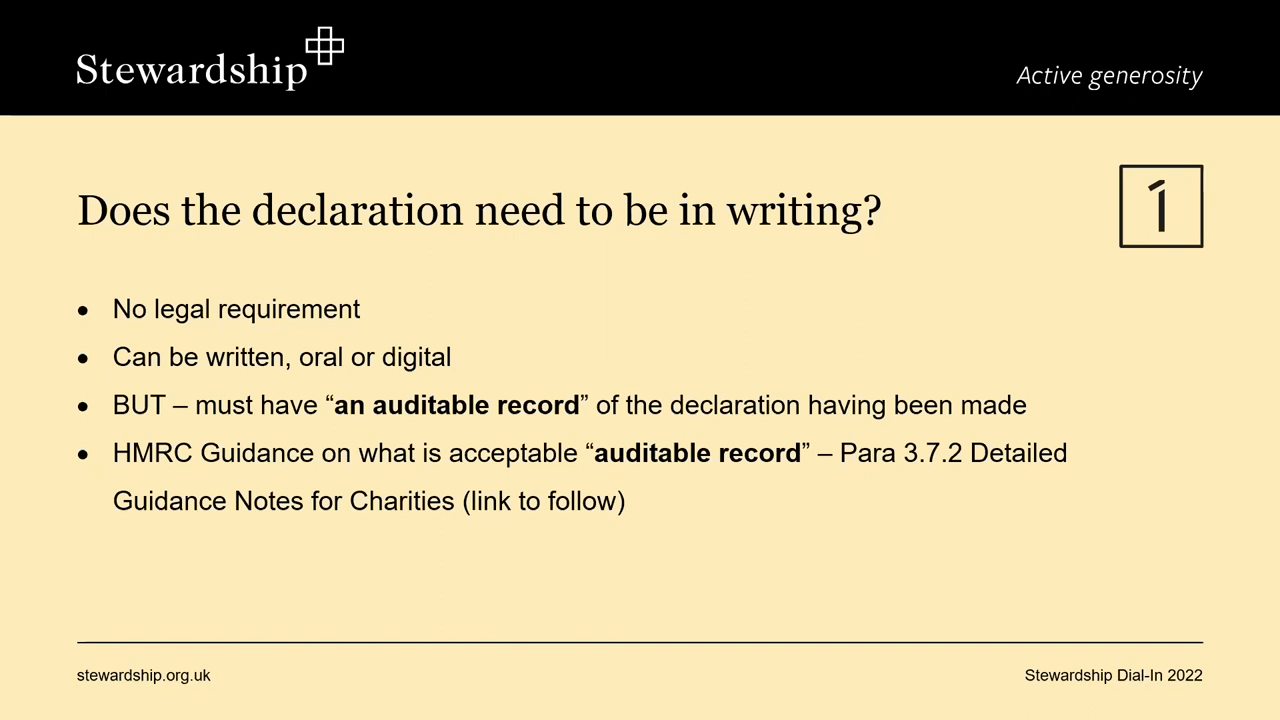 Stewardship
Active generosity
Does the declaration need to be in writing?
1
• No legal requirement
• Can be written, oral or digital
• BUT – must have “an auditable record” of the declaration having been made
• HMRC Guidance on what is acceptable “auditable record” – Para 3.7.2 Detailed
Guidance Notes for Charities (link to follow)
stewardship.org.uk
Stewardship Dial-In 2022